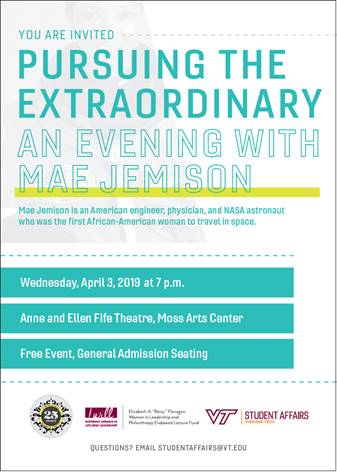 YOU ARE INVITED
PURSUING THE
EXTRAORDINARY
AN EVENING WITH
MAE JEMISON
Mae Jemison is an American engineer, physician, and NASA astronaut
who was the first African-American woman to travel in space.
Wednesday, April 3, 2019 at 7 p.m.
Anne and Ellen Fife Theatre, Moss Arts Center
Free Event, General Admission Seating
25
Elizabeth A. "Betsy" Flanagan
Women in Leadership and
Philanthropy Endowed Lecture Fund
VT
STUDENT AFFAIRS
VIRGINIA TECH
QUESTIONS? EMAIL STUDENTAFFAIRS@VT.EDU